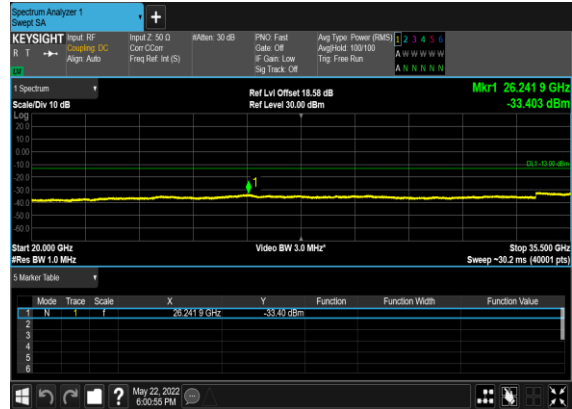 Spectrum Analyzer 1
Swept SA
+
KEYSIGHT Input: RF Input Z: 50 Ω #Atten: 30 dB PNO: Fast Avg Type: Power (RMS) 1 2 3 4 5 6
R T Coupling: DC Corr CCorr Gate: Off Avg|Hold: 100/100 A W W W W W
Align: Auto Freq Ref: Int (S) IF Gain: Low Trig: Free Run
Sig Track: Off A N N N N N
1 Spectrum Ref Lvl Offset 18.58 dB Mkr1 26.241 9 GHz
Scale/Div 10 dB Ref Level 30.00 dBm -33.403 dBm
Log
20.0
10.0
0.00
-10.0
DL1 -13.00 dBm
-20.0
1
-30.0
-40.0
-50.0
-60.0
Start 20.000 GHz Video BW 3.0 MHz* Stop 35.500 GHz
#Res BW 1.0 MHz Sweep ~30.2 ms (40001 pts)
5 Marker Table
Mode Trace Scale X Y Function Function Width Function Value
1 N 1 f 26.241 9 GHz -33.40 dBm
2
3
4
5
6
? May 22, 2022
6:00:55 PM